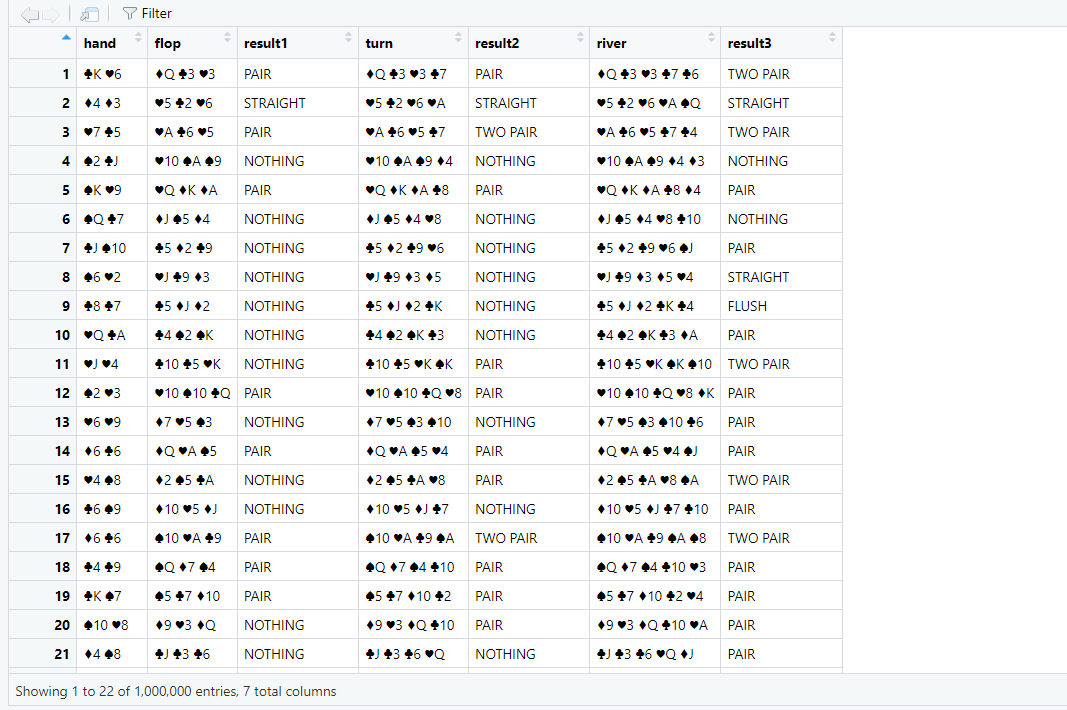 Filter
hand flop result1 turn result2 river result3
1 ♣K ♥6 ♦Q ♣3 ♥3 PAIR ♦Q ♣3 ♥3 ♣7 PAIR ♦Q ♣3 ♥3 ♣7 ♣6 TWO PAIR
2 ♦4 ♦3 ♥5 ♣2 ♥6 STRAIGHT ♥5 ♣2 ♥6 ♥A STRAIGHT ♥5 ♣2 ♥6 ♥A ♠Q STRAIGHT
3 ♥7 ♣5 ♥A ♣6 ♥5 PAIR ♥A ♣6 ♥5 ♣7 TWO PAIR ♥A ♣6 ♥5 ♣7 ♣4 TWO PAIR
4 ♠2 ♣J ♥10 ♠A ♠9 NOTHING ♥10 ♠A ♠9 ♦4 NOTHING ♥10 ♠A ♠9 ♦4 ♦3 NOTHING
5 ♠K ♥9 ♥Q ♦K ♦A PAIR ♥Q ♦K ♦A ♣8 PAIR ♥Q ♦K ♦A ♣8 ♦4 PAIR
6 ♠Q ♣7 ♦J ♠5 ♦4 NOTHING ♦J ♠5 ♦4 ♥8 NOTHING ♦J ♠5 ♦4 ♥8 ♣10 NOTHING
7 ♣J ♠10 ♣5 ♦2 ♣9 NOTHING ♣5 ♦2 ♣9 ♥6 NOTHING ♣5 ♦2 ♣9 ♥6 ♠J PAIR
8 ♠6 ♥2 ♥J ♣9 ♦3 NOTHING ♥J ♣9 ♦3 ♦5 NOTHING ♥J ♣9 ♦3 ♦5 ♥4 STRAIGHT
9 ♣8 ♣7 ♣5 ♦J ♦2 NOTHING ♣5 ♦J ♦2 ♣K NOTHING ♣5 ♦J ♦2 ♣K ♣4 FLUSH
10 ♥Q ♣A ♣4 ♠2 ♠K NOTHING ♣4 ♠2 ♠K ♣3 NOTHING ♣4 ♠2 ♠K ♣3 ♦A PAIR
11 ♥J ♥4 ♣10 ♣5 ♥K NOTHING ♣10 ♣5 ♥K ♠K PAIR ♣10 ♣5 ♥K ♠K ♠10 TWO PAIR
12 ♠2 ♥3 ♥10 ♠10 ♣Q PAIR ♥10 ♠10 ♣Q ♥8 PAIR ♥10 ♠10 ♣Q ♥8 ♦K PAIR
13 ♥6 ♥9 ♦7 ♥5 ♠3 NOTHING ♦7 ♥5 ♠3 ♠10 NOTHING ♦7 ♥5 ♠3 ♠10 ♣6 PAIR
14 ♦6 ♣6 ♦Q ♥A ♠5 PAIR ♦Q ♥A ♠5 ♥4 PAIR ♦Q ♥A ♠5 ♥4 ♠J PAIR
15 ♥4 ♠8 ♦2 ♠5 ♣A NOTHING ♦2 ♠5 ♣A ♥8 PAIR ♦2 ♠5 ♣A ♥8 ♠A TWO PAIR
16 ♣6 ♠9 ♦10 ♥5 ♦J NOTHING ♦10 ♥5 ♦J ♣7 NOTHING ♦10 ♥5 ♦J ♣7 ♣10 PAIR
17 ♦6 ♣6 ♠10 ♥A ♣9 PAIR ♠10 ♥A ♣9 ♠A TWO PAIR ♠10 ♥A ♣9 ♠A ♠8 TWO PAIR
18 ♣4 ♣9 ♠Q ♦7 ♠4 PAIR ♠Q ♦7 ♠4 ♣10 PAIR ♠Q ♦7 ♠4 ♣10 ♥3 PAIR
19 ♣K ♠7 ♠5 ♣7 ♦10 PAIR ♠5 ♣7 ♦10 ♣2 PAIR ♠5 ♣7 ♦10 ♣2 ♥4 PAIR
20 ♠10 ♥8 ♦9 ♥3 ♦Q NOTHING ♦9 ♥3 ♦Q ♣10 PAIR ♦9 ♥3 ♦Q ♣10 ♥A PAIR
21 ♦4 ♠8 ♣J ♣3 ♣6 NOTHING ♣J ♣3 ♣6 ♥Q NOTHING ♣J ♣3 ♣6 ♥Q ♦J PAIR
Showing 1 to 22 of 1,000,000 entries, 7 total columns